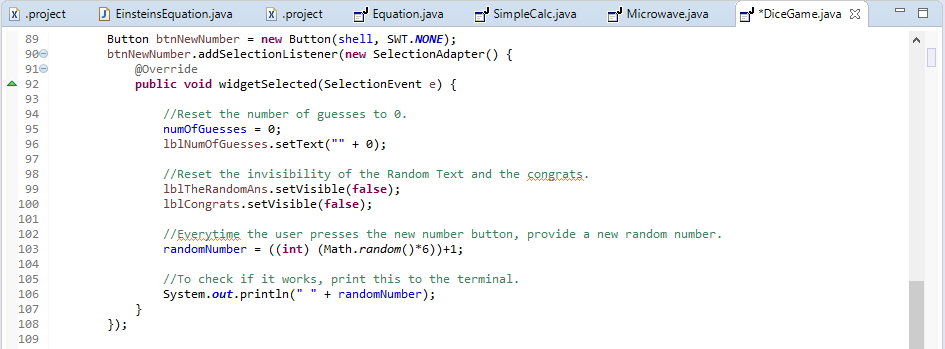 .project EinsteinsEquation.java .project Equation.java SimpleCalc.java Microwave.java *DiceGame.java
89 Button btnNewNumber = new Button(shell, SWT.NONE);
90 btnNewNumber.addSelectionListener(new SelectionAdapter() {
91 @Override
92 public void widgetSelected(SelectionEvent e) {
93
94 //Reset the number of guesses to 0.
95 numOfGuesses = 0;
96 lblNumOfGuesses.setText("" + 0);
97
98 //Reset the invisibility of the Random Text and the congrats.
99 lblTheRandomAns.setVisible(false);
100 lblCongrats.setVisible(false);
101
102 //Everytime the user presses the new number button, provide a new random number.
103 randomNumber = ((int) (Math.random()*6))+1;
104
105 //To check if it works, print this to the terminal.
106 System.out.println(" " + randomNumber);
107 }
108 });
109